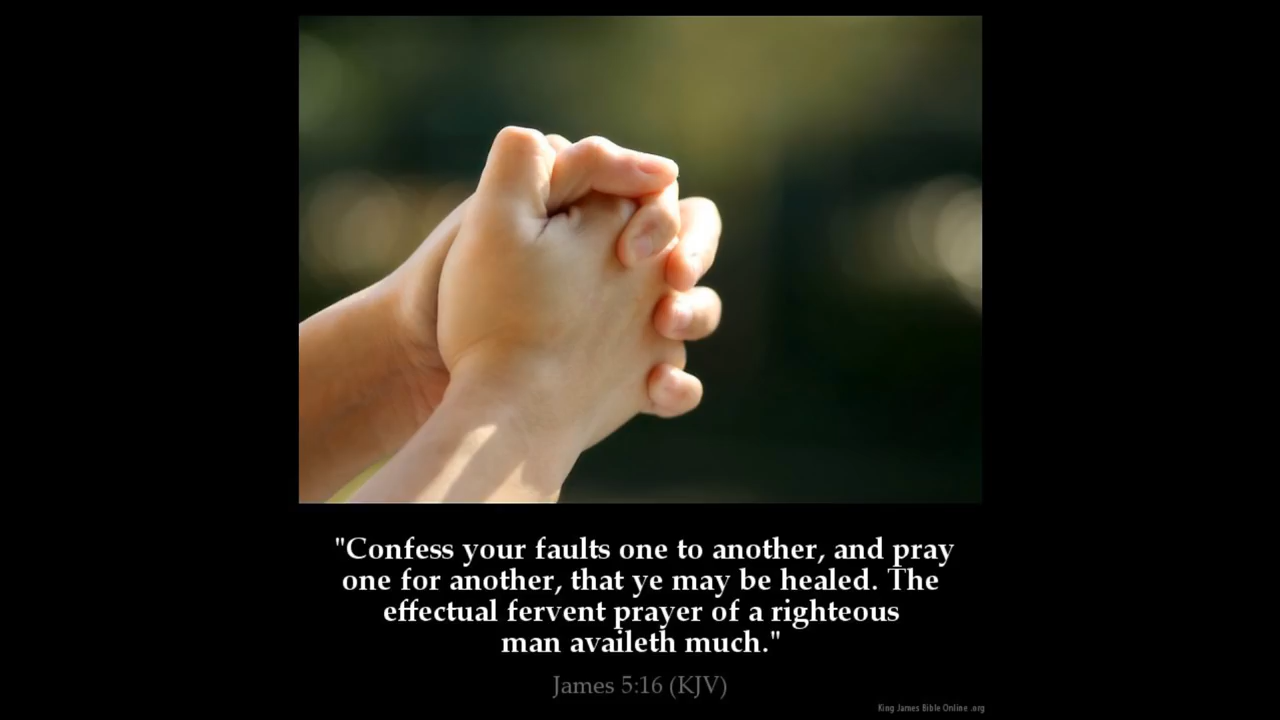 "Confess your faults one to another, and pray
one for another, that ye may be healed. The
effectual fervent prayer of a righteous
man availeth much."
James 5:16 (KJV)
King James Bible Online .org